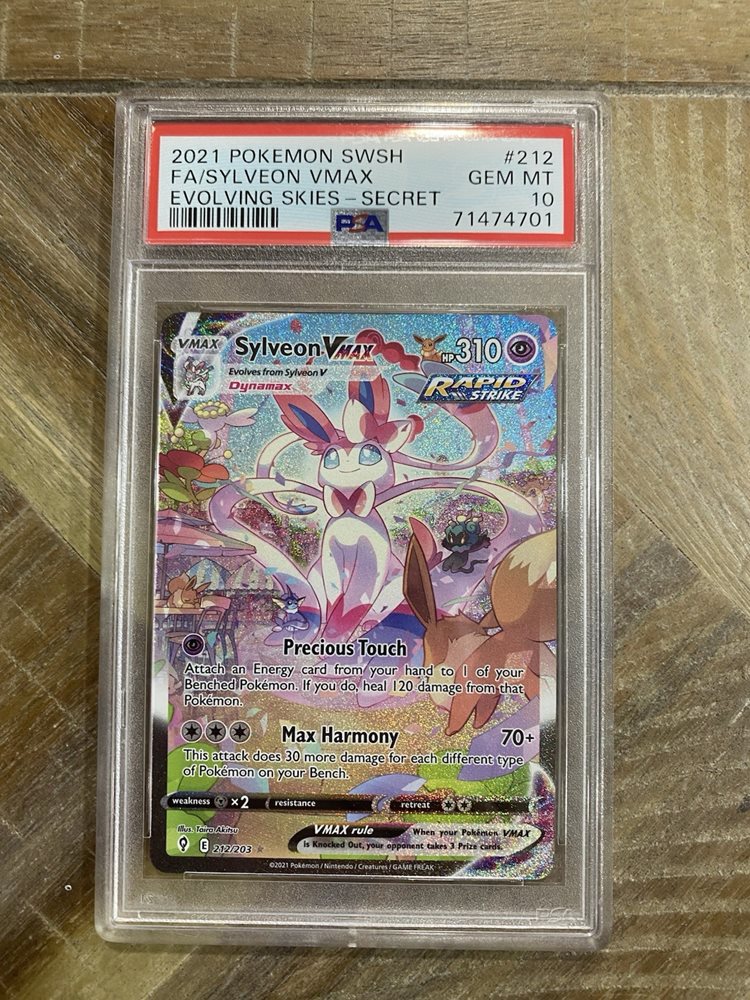 2021 POKEMON SWSH #212
FA/SYLVEON VMAX GEM MT
EVOLVING SKIES – SECRET 10
PSA 71474701
VMAX Sylveon VMAX HP 310
Evolves from Sylveon V
Dynamax
RAPID
STRIKE
Precious Touch
Attach an Energy card from your hand to 1 of your
Benched Pokémon. If you do, heal 120 damage from that
Pokémon.
Max Harmony 70+
This attack does 30 more damage for each different type
of Pokémon on your Bench.
weakness ×2 resistance retreat
Illus. Taira Akitsu
VMAX rule When your Pokémon VMAX
is Knocked Out, your opponent takes 3 Prize cards.
E 212/203
©2021 Pokémon / Nintendo / Creatures / GAME FREAK